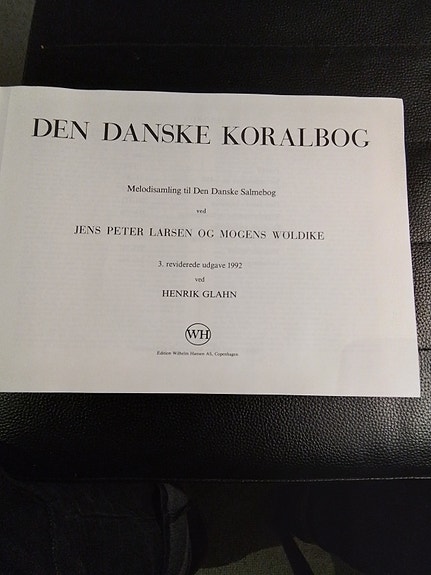 DEN DANSKE KORALBOG
Melodisamling til Den Danske Salmebog
ved
JENS PETER LARSEN OG MOGENS WÖLDIKE
3. reviderede udgave 1992
ved
HENRIK GLAHN
WH
Edition Wilhelm Hansen AS, Copenhagen